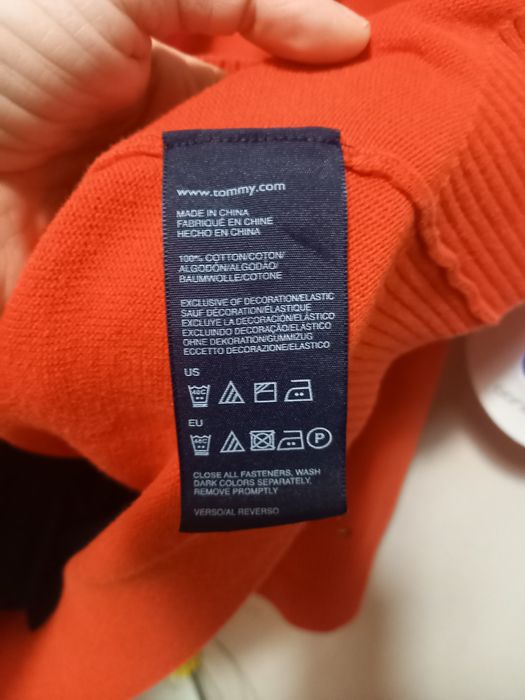 www.tommy.com
MADE IN CHINA
FABRIQUÉ EN CHINE
HECHO EN CHINA
100% COTTON/COTON/
ALGODÓN/ALGODÃO/
BAUMWOLLE/COTONE
EXCLUSIVE OF DECORATION/ELASTIC
SAUF DÉCORATION/ÉLASTIQUE
EXCLUYE LA DECORACIÓN/ELÁSTICO
EXCLUINDO DECORAÇÃO/ELÁSTICO
OHNE DEKORATION/GUMMIZUG
ECCETTO DECORAZIONE/ELASTICO
US
40C
EU
40C P
CLOSE ALL FASTENERS, WASH
DARK COLORS SEPARATELY,
REMOVE PROMPTLY
VERSO/AL REVERSO